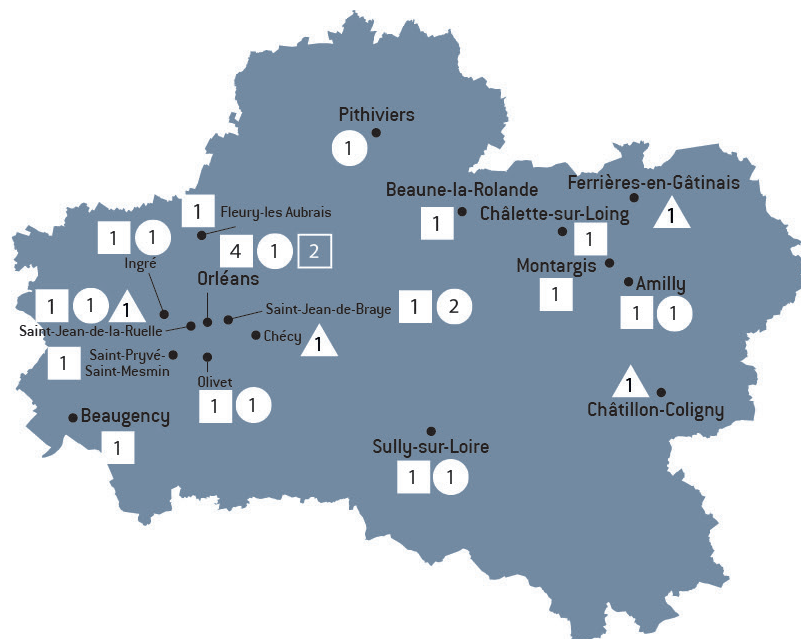 Pithiviers
1
Beaune-la-Rolande
1
Ferrières-en-Gâtinais
1
Châlette-sur-Loing
1
1
Fleury-les Aubrais
1 1
Ingré
4 1 2
Orléans
Montargis
1
Amilly
1 1
1 1 1
Saint-Jean-de-la-Ruelle
Saint-Jean-de-Braye
1 2
Chécy
1
1
Saint-Pryvé-
Saint-Mesmin
Olivet
1 1
1
Châtillon-Coligny
Beaugency
1
Sully-sur-Loire
1 1